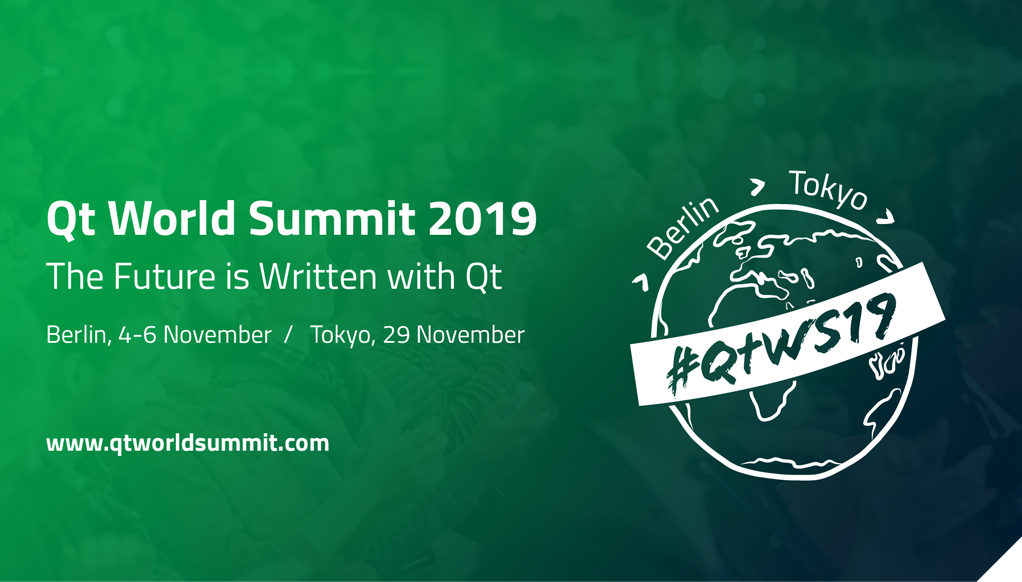 Qt World Summit 2019
The Future is Written with Qt
Berlin, 4-6 November / Tokyo, 29 November
www.qtworldsummit.com
> Berlin > Tokyo >
#QtWS19